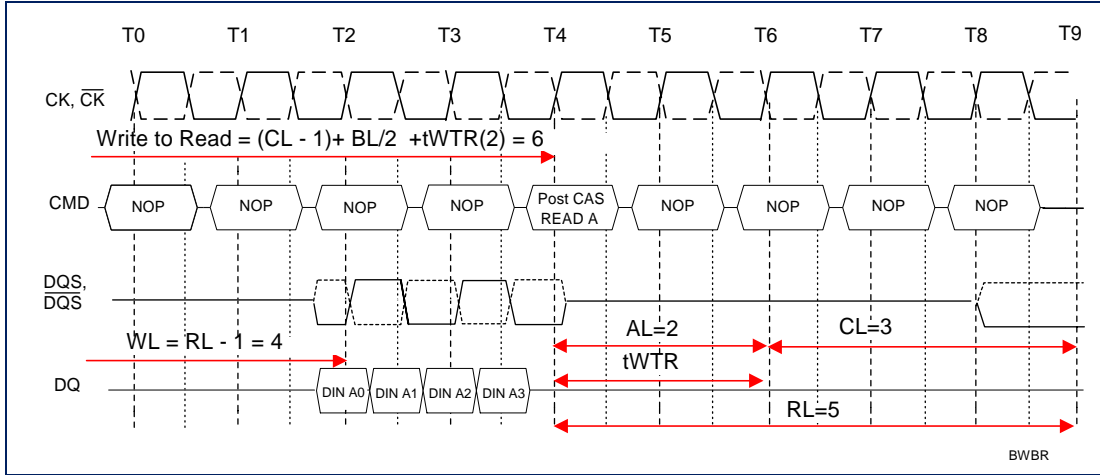 T0 T1 T2 T3 T4 T5 T6 T7 T8 T9
CK, CK
Write to Read = (CL - 1)+ BL/2 +tWTR(2) = 6
CMD NOP NOP NOP NOP Post CAS READ A NOP NOP NOP NOP
DQS,
DQS
AL=2 CL=3
WL = RL - 1 = 4
tWTR
DQ DIN A0 DIN A1 DIN A2 DIN A3
RL=5
BWBR